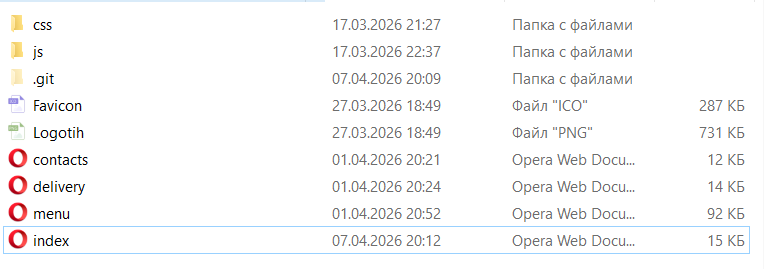 css 17.03.2026 21:27 Папка с файлами
js 17.03.2026 22:37 Папка с файлами
.git 07.04.2026 20:09 Папка с файлами
Favicon 27.03.2026 18:49 Файл "ICO" 287 КБ
Logotih 27.03.2026 18:49 Файл "PNG" 731 КБ
contacts 01.04.2026 20:21 Opera Web Docu... 12 КБ
delivery 01.04.2026 20:24 Opera Web Docu... 14 КБ
menu 01.04.2026 20:52 Opera Web Docu... 92 КБ
index 07.04.2026 20:12 Opera Web Docu... 15 КБ